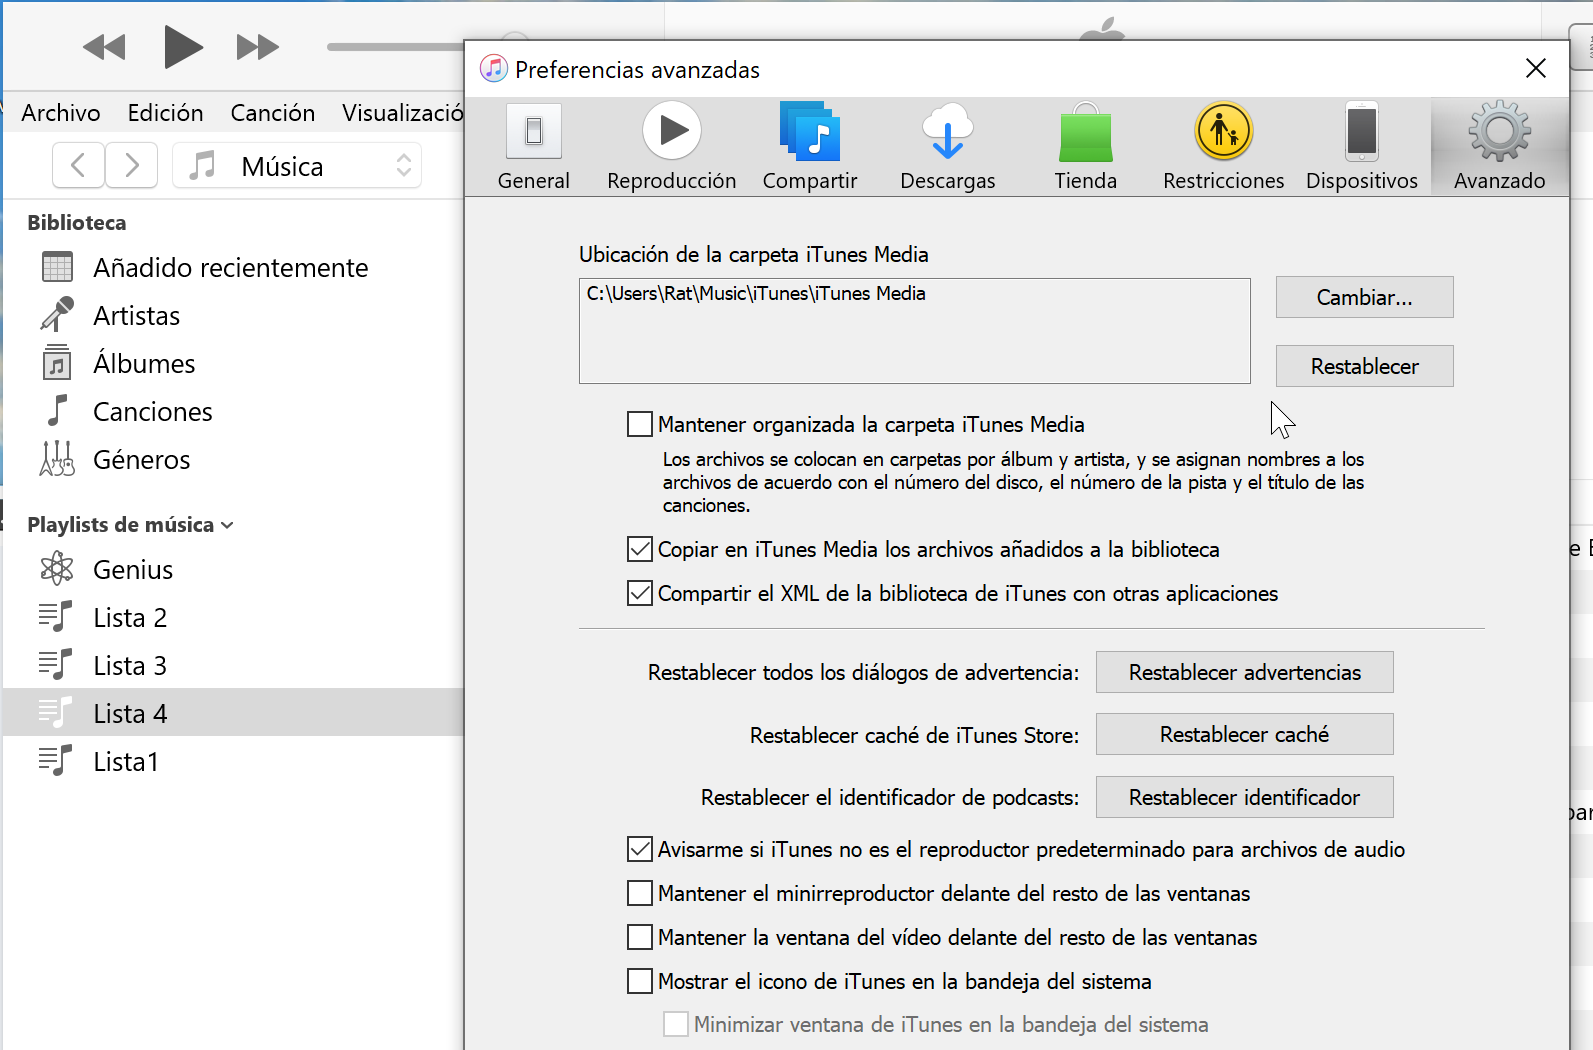 Preferencias avanzadas
Archivo Edición Canción Visualizació
General Reproducción Compartir Descargas Tienda Restricciones Dispositivos Avanzado
Música
Biblioteca
Añadido recientemente
Artistas
Álbumes
Canciones
Géneros
Playlists de música
Genius
Lista 2
Lista 3
Lista 4
Lista1
Ubicación de la carpeta iTunes Media
C:\Users\Rat\Music\iTunes\iTunes Media
Cambiar...
Restablecer
Mantener organizada la carpeta iTunes Media
Los archivos se colocan en carpetas por álbum y artista, y se asignan nombres a los
archivos de acuerdo con el número del disco, el número de la pista y el título de las
canciones.
Copiar en iTunes Media los archivos añadidos a la biblioteca
Compartir el XML de la biblioteca de iTunes con otras aplicaciones
Restablecer todos los diálogos de advertencia: Restablecer advertencias
Restablecer caché de iTunes Store: Restablecer caché
Restablecer el identificador de podcasts: Restablecer identificador
Avisarme si iTunes no es el reproductor predeterminado para archivos de audio
Mantener el minirreproductor delante del resto de las ventanas
Mantener la ventana del vídeo delante del resto de las ventanas
Mostrar el icono de iTunes en la bandeja del sistema
Minimizar ventana de iTunes en la bandeja del sistema